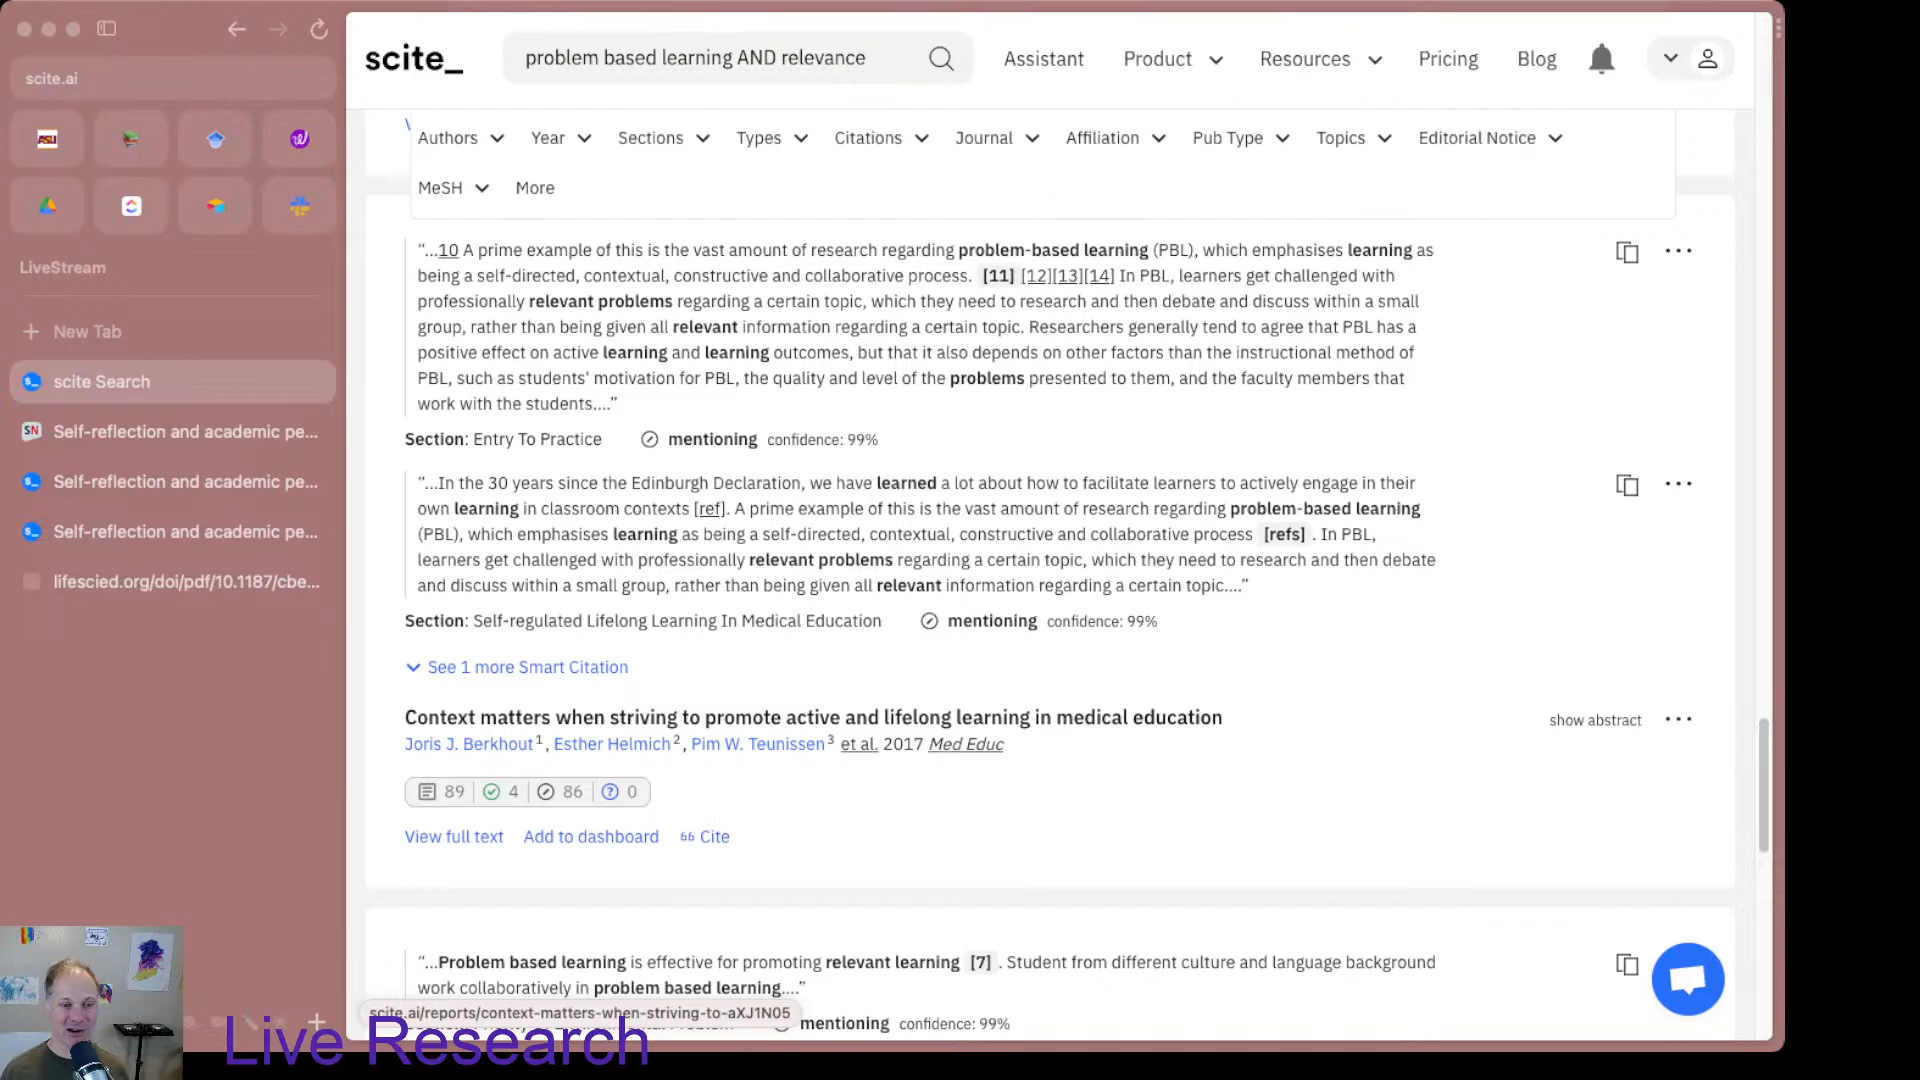 scite.ai
ASU
LiveStream
New Tab
scite Search
SN Self-reflection and academic pe...
Self-reflection and academic pe...
Self-reflection and academic pe...
lifescied.org/doi/pdf/10.1187/cbe...
scite_
problem based learning AND relevance
Assistant Product Resources Pricing Blog
Authors Year Sections Types Citations Journal Affiliation Pub Type Topics Editorial Notice
MeSH More
“...10 A prime example of this is the vast amount of research regarding problem-based learning (PBL), which emphasises learning as
being a self-directed, contextual, constructive and collaborative process. [11] [12][13][14] In PBL, learners get challenged with
professionally relevant problems regarding a certain topic, which they need to research and then debate and discuss within a small
group, rather than being given all relevant information regarding a certain topic. Researchers generally tend to agree that PBL has a
positive effect on active learning and learning outcomes, but that it also depends on other factors than the instructional method of
PBL, such as students' motivation for PBL, the quality and level of the problems presented to them, and the faculty members that
work with the students....”
Section: Entry To Practice mentioning confidence: 99%
“...In the 30 years since the Edinburgh Declaration, we have learned a lot about how to facilitate learners to actively engage in their
own learning in classroom contexts [ref]. A prime example of this is the vast amount of research regarding problem-based learning
(PBL), which emphasises learning as being a self-directed, contextual, constructive and collaborative process [refs] . In PBL,
learners get challenged with professionally relevant problems regarding a certain topic, which they need to research and then debate
and discuss within a small group, rather than being given all relevant information regarding a certain topic....”
Section: Self-regulated Lifelong Learning In Medical Education mentioning confidence: 99%
See 1 more Smart Citation
Context matters when striving to promote active and lifelong learning in medical education
show abstract
Joris J. Berkhout1, Esther Helmich2, Pim W. Teunissen3 et al. 2017 Med Educ
89 4 86 0
View full text Add to dashboard Cite
“...Problem based learning is effective for promoting relevant learning [7] . Student from different culture and language background
work collaboratively in problem based learning....”
scite.ai/reports/context-matters-when-striving-to-aXJ1N05
mentioning confidence: 99%
Live Research